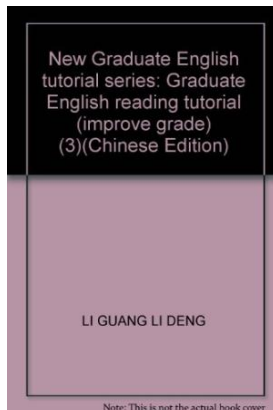 New Graduate English
tutorial series: Graduate
English reading tutorial
(improve grade)
(3)(Chinese Edition)
LI GUANG LI DENG
Note: This is not the actual book cover